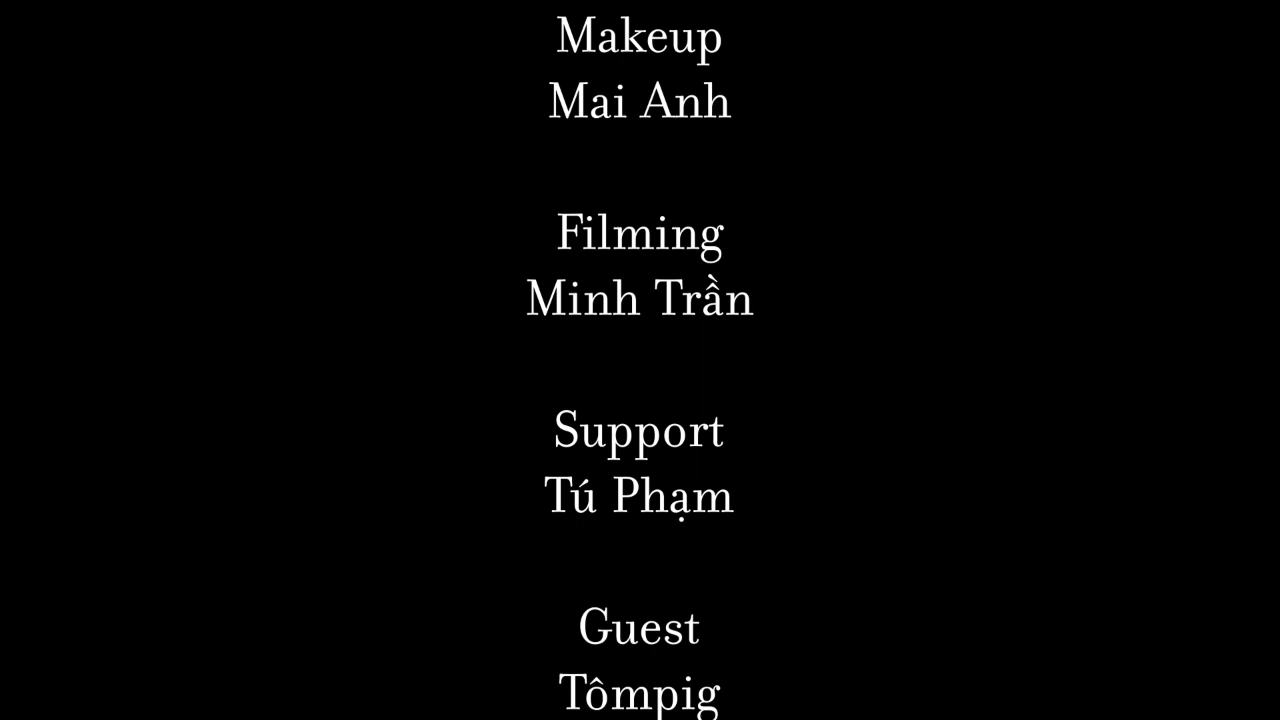 Makeup
Mai Anh
Filming
Minh Trần
Support
Tú Phạm
Guest
Tômpig